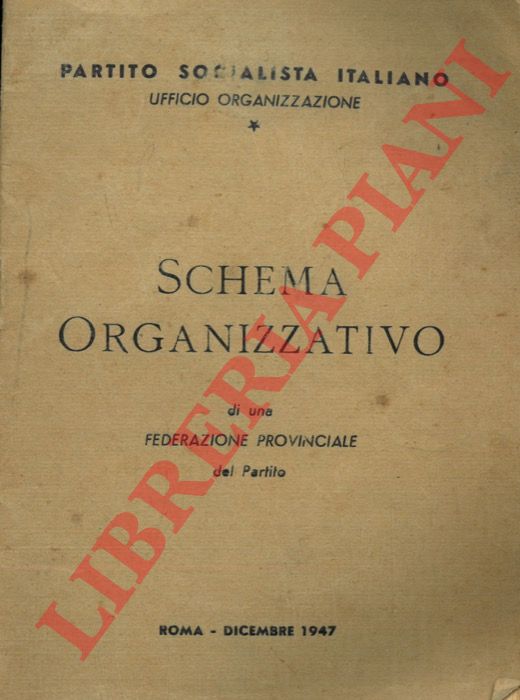 PARTITO SOCIALISTA ITALIANO
UFFICIO ORGANIZZAZIONE
SCHEMA
ORGANIZZATIVO
di una
FEDERAZIONE PROVINCIALE
del Partito
ROMA - DICEMBRE 1947
LIBRERIA PIANI